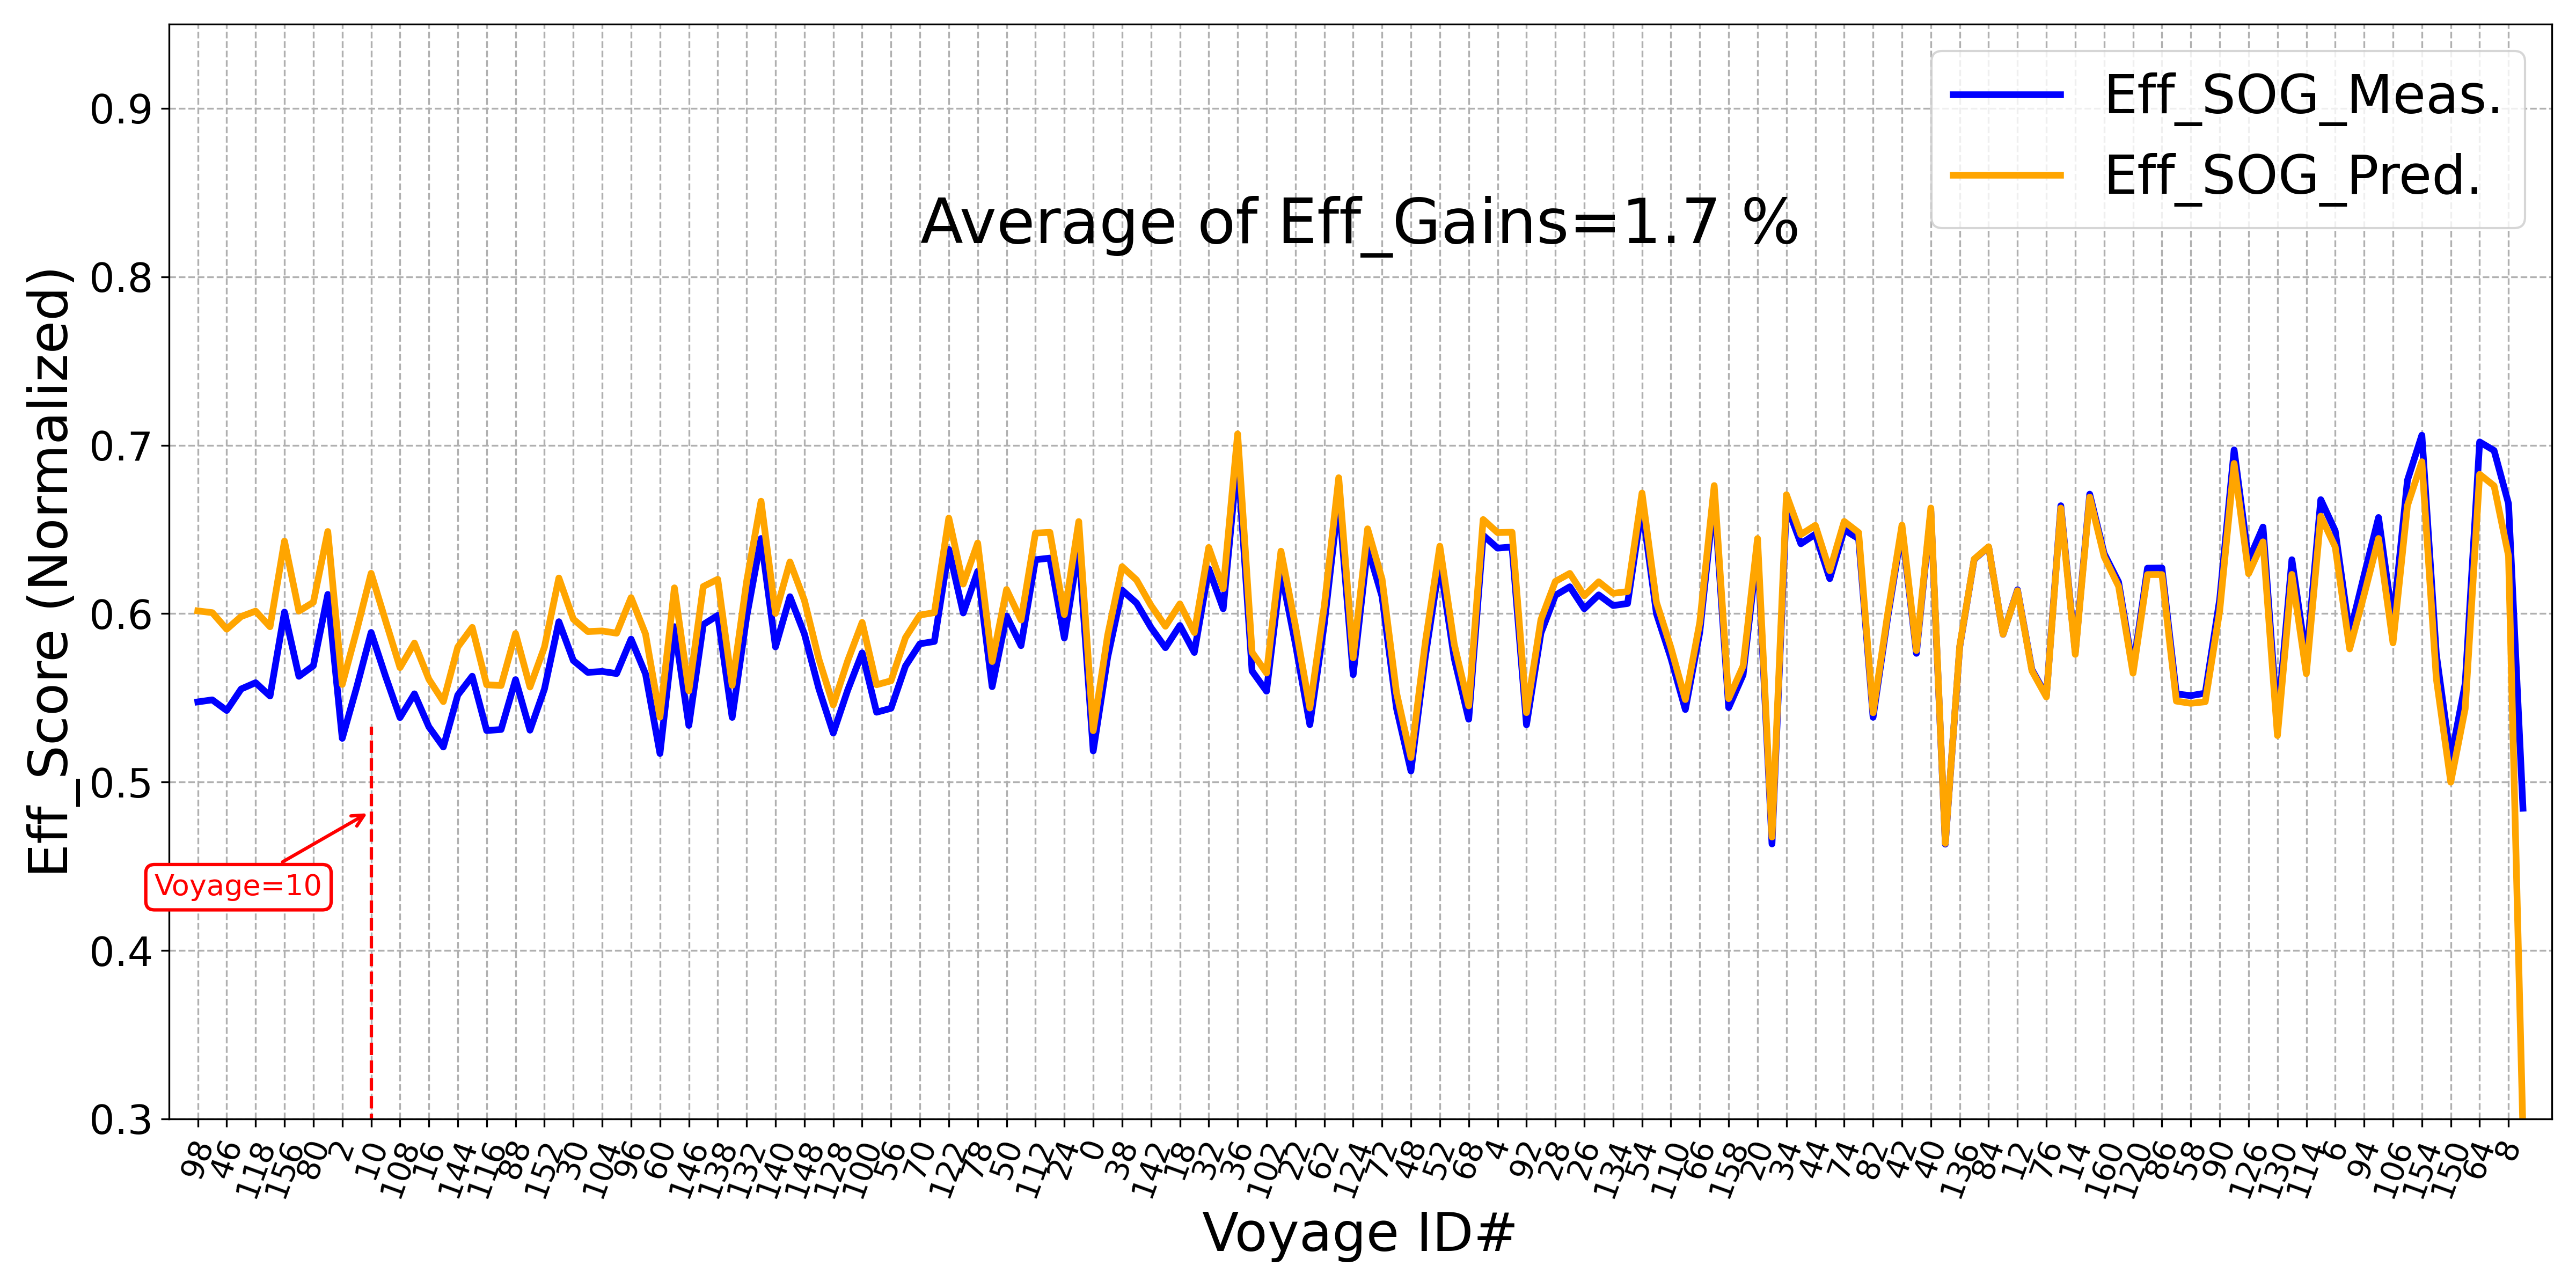 Eff_SOG_Meas.
Eff_SOG_Pred.
Average of Eff_Gains=1.7 %
Eff_Score (Normalized)
0.9
0.8
0.7
0.6
0.5
0.4
0.3
Voyage=10
98 46 118 156 80 2 10 108 16 144 116 88 152 30 104 96 60 146 138 132 140 148 128 100 56 70 122 78 50 112 24 0 38 142 18 32 36 102 22 62 124 72 48 52 68 4 92 28 26 134 54 110 66 158 20 34 44 74 82 42 40 136 84 12 76 14 160 120 86 58 90 126 130 114 6 94 106 154 150 64 8
Voyage ID#